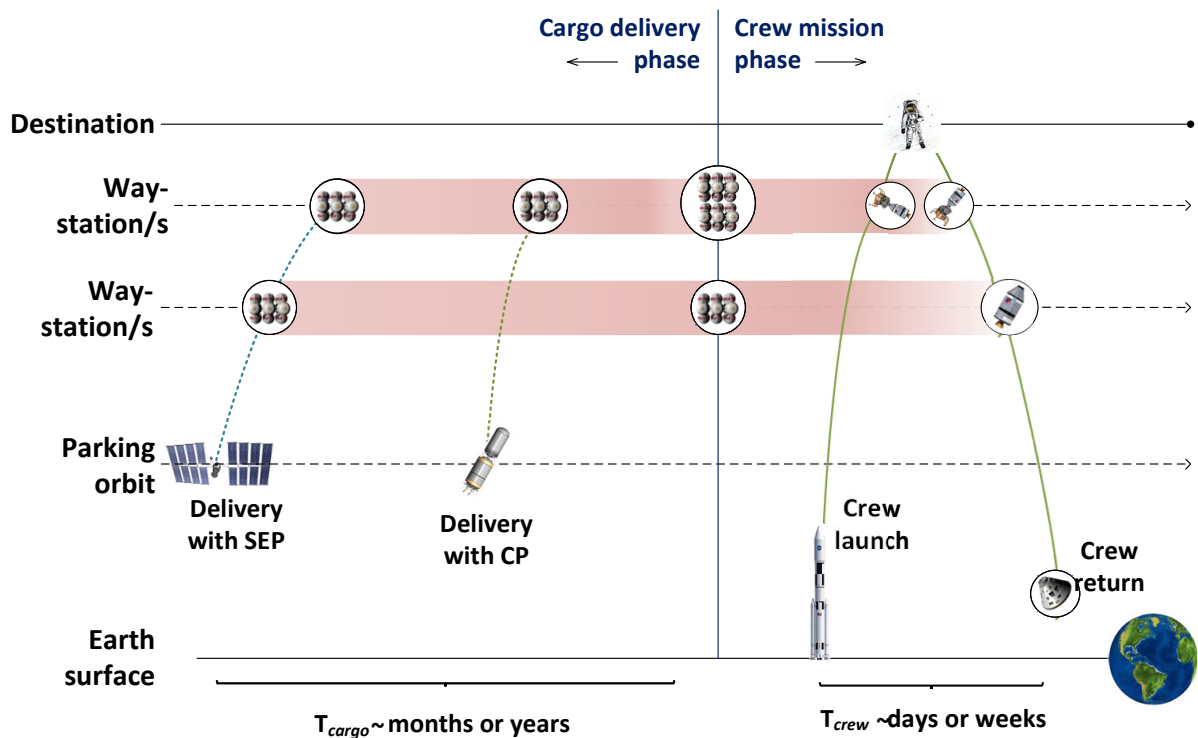 Cargo delivery
phase
Crew mission
phase
Destination
Way-
station/s
Way-
station/s
Parking
orbit
Delivery
with SEP
Delivery
with CP
Crew
launch
Crew
return
Earth
surface
Tcargo~ months or years
Tcrew ~days or weeks